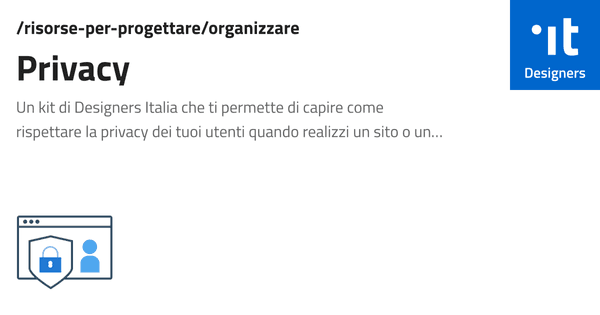 /risorse-per-progettare/organizzare
Privacy
Un kit di Designers Italia che ti permette di capire come
rispettare la privacy dei tuoi utenti quando realizzi un sito o un...
.it
Designers